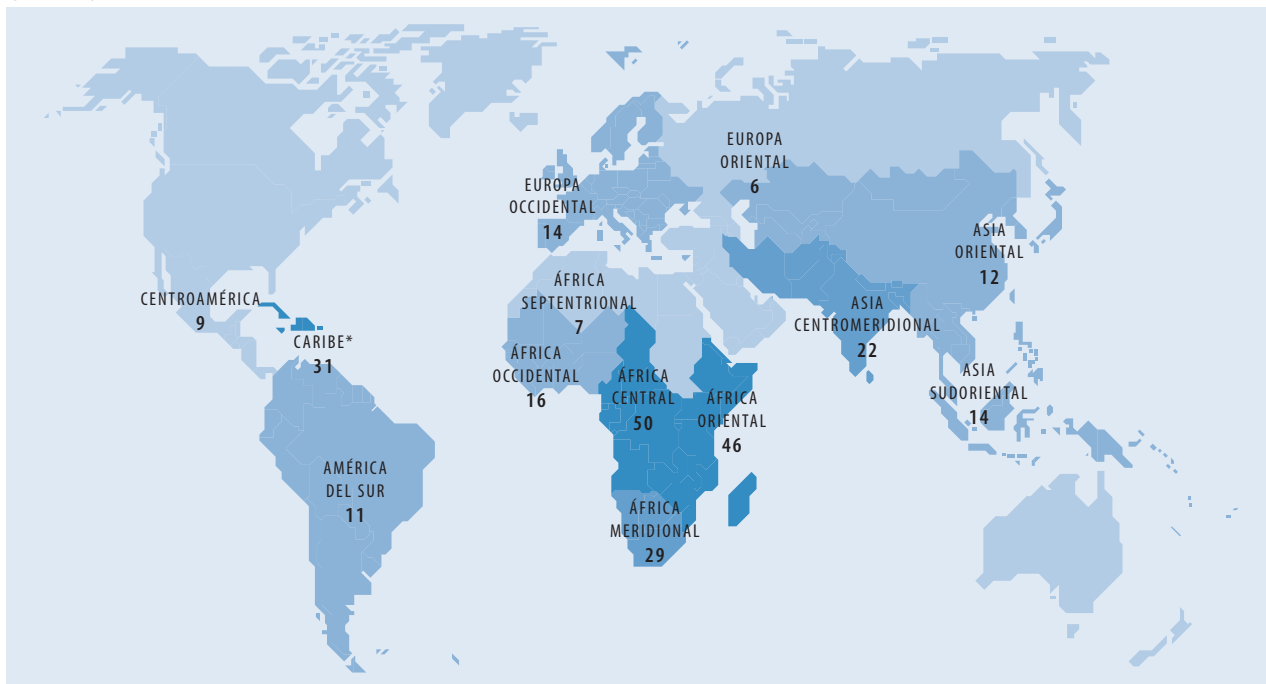 EUROPA
ORIENTAL
6
EUROPA
OCCIDENTAL
14
ASIA
ORIENTAL
12
CENTROAMÉRICA
9
ÁFRICA
SEPTENTRIONAL
7
ASIA
CENTROMERIDIONAL
22
CARIBE*
31
ÁFRICA
OCCIDENTAL
16
ÁFRICA
CENTRAL
50
ÁFRICA
ORIENTAL
46
ASIA
SUDORIENTAL
14
AMÉRICA
DEL SUR
11
ÁFRICA
MERIDIONAL
29